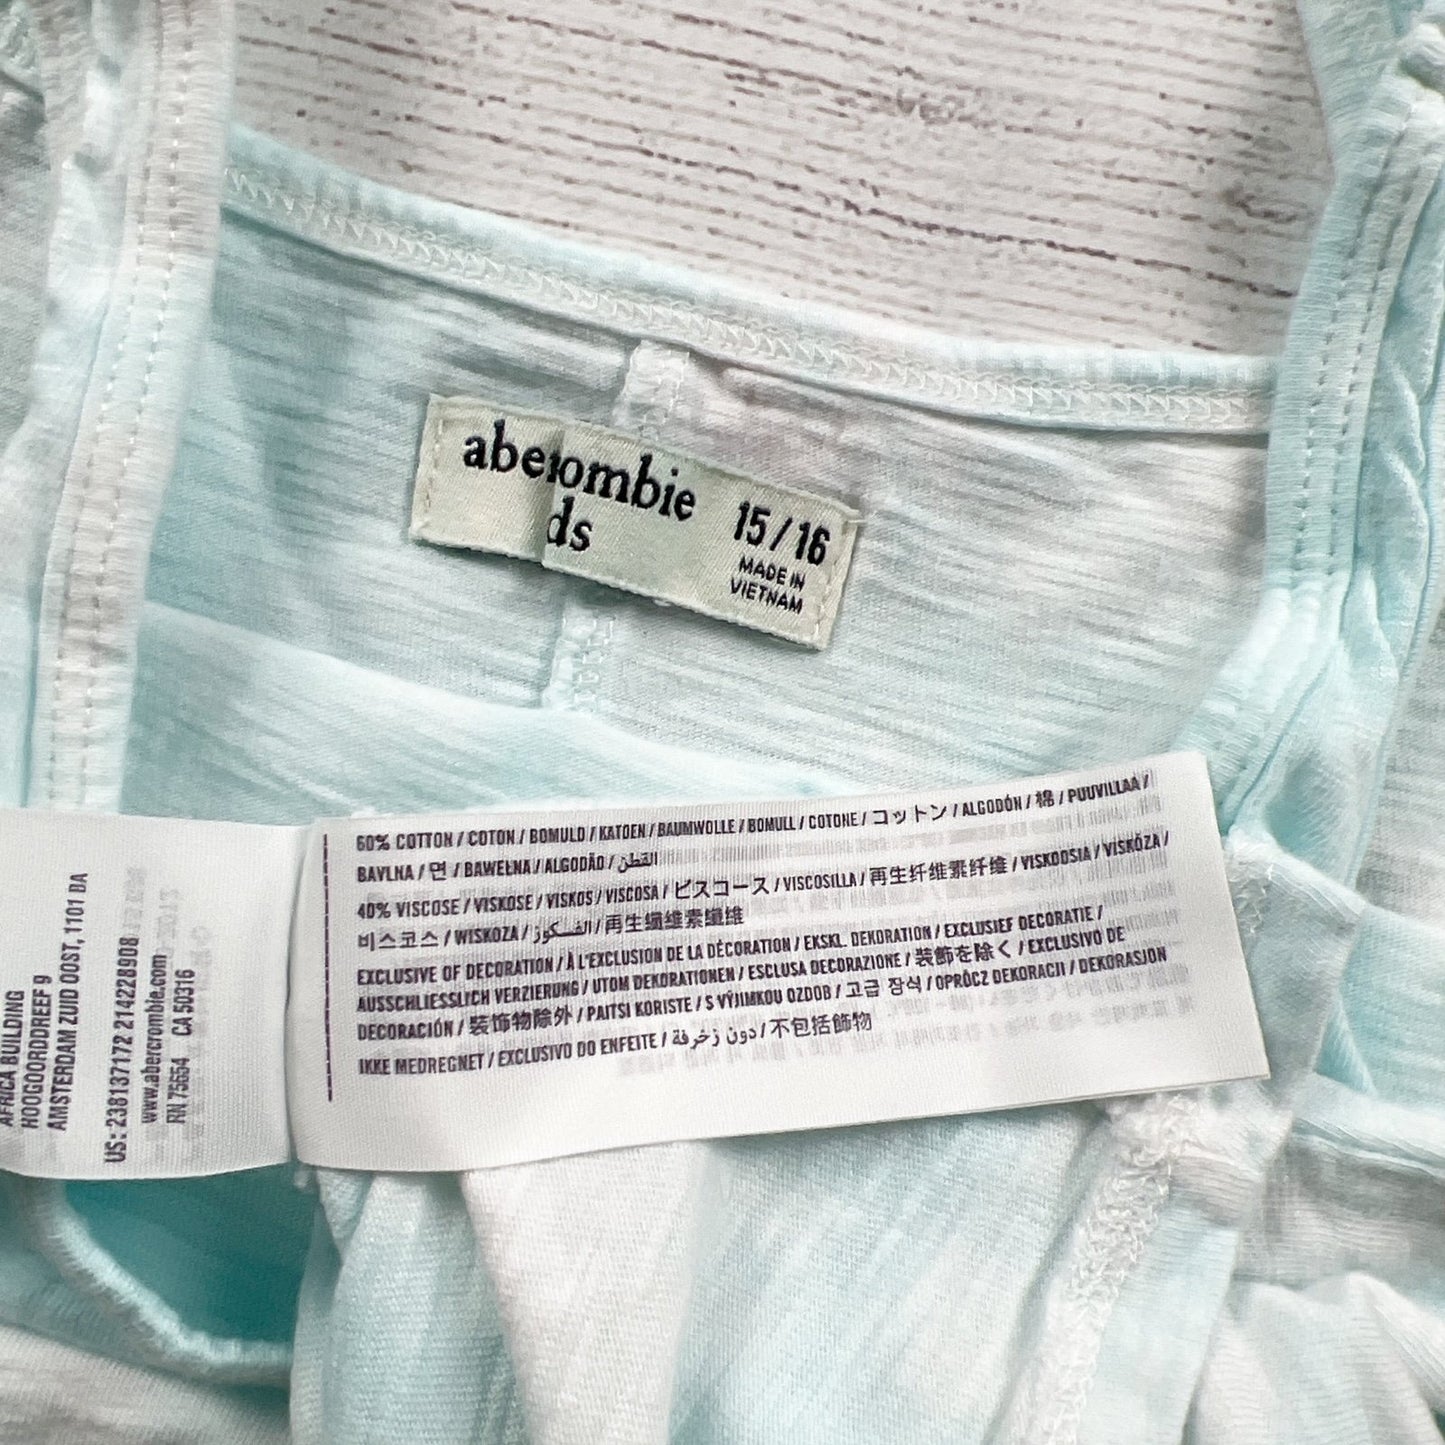 abe rombie
ds
15/16
MADE IN
VIETNAM
60% COTTON / COTON / BOMULD / KATOEN / BAUMWOLLE / BOMULL / COTONE / コットン / ALGODÓN / 棉 / PUUVILLAA /
BAVLNA / 면 / BAWEŁNA / ALGODÃO / القطن
40% VISCOSE / VISKOSE / VISKOS / VISCOSA / ビスコース / VISCOSILLA / 再生纤维素纤维 / VISKOOSIA / VISKÓZA /
비스코스 / WISKOZA / الفسكوز / 再生纖維素纖維
EXCLUSIVE OF DECORATION / À L'EXCLUSION DE LA DÉCORATION / EKSKL. DEKORATION / EXCLUSIEF DECORATIE /
AUSSCHLIESSLICH VERZIERUNG / UTOM DEKORATIONEN / ESCLUSA DECORAZIONE / 装飾を除く / EXCLUSIVO DE
DECORACIÓN / 装饰物除外 / PAITSI KORISTE / S VÝJIMKOU OZDOB / 고급 장식 / OPRÓCZ DEKORACJI / DEKORASJON
IKKE MEDREGNET / EXCLUSIVO DO ENFEITE / دون زخرفة / 不包括飾物
AFRICA BUILDING
HOOGOORDDREEF 9
AMSTERDAM ZUID OOST, 1101 BA
US: 238137172 214228908
www.abercrombie.com
RN 75654 CA 50316